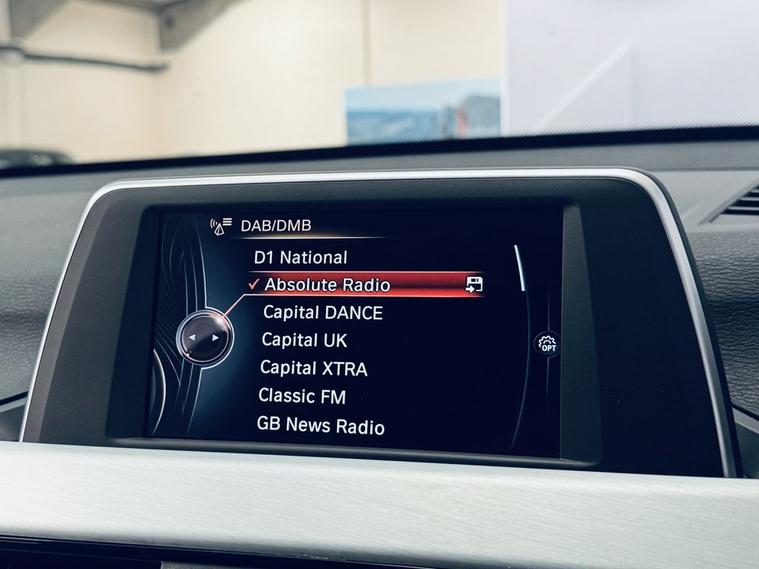 DAB/DMB
D1 National
Absolute Radio
Capital DANCE
Capital UK
Capital XTRA
Classic FM
GB News Radio
OPT